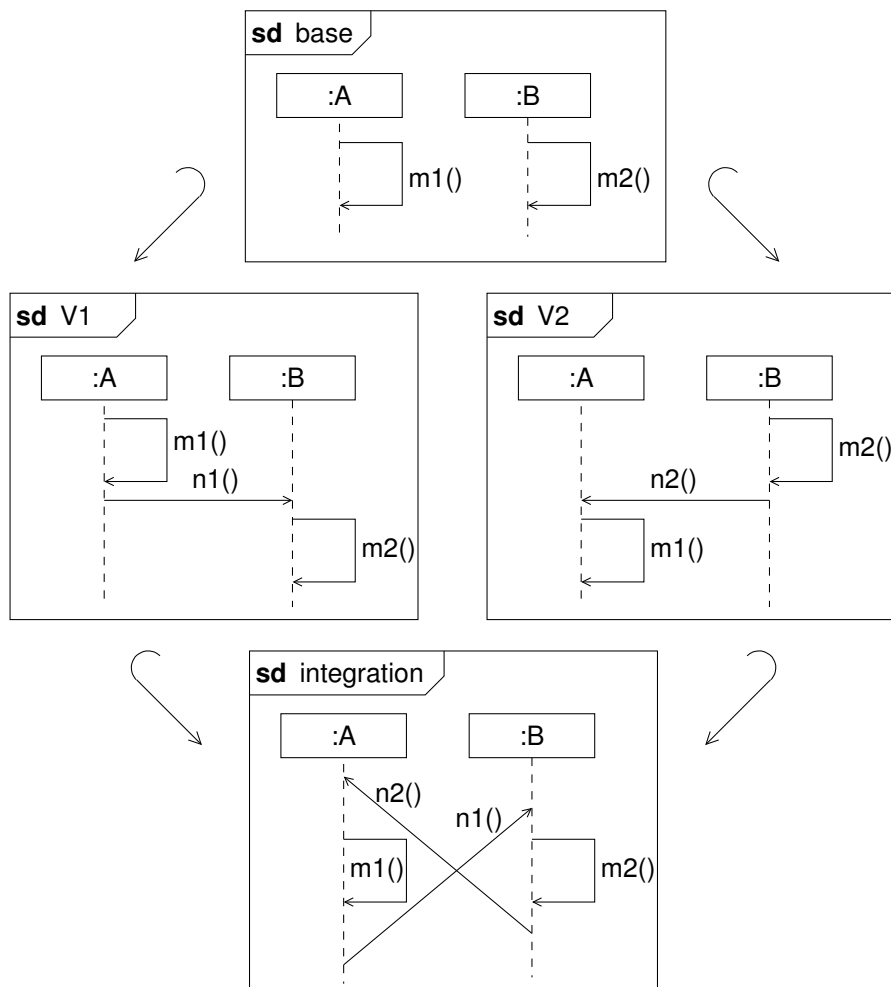 sd base
:A :B
m1() m2()
sd V1
:A :B
m1()
n1()
m2()
sd V2
:A :B
m2()
n2()
m1()
sd integration
:A :B
n2()
n1()
m1() m2()